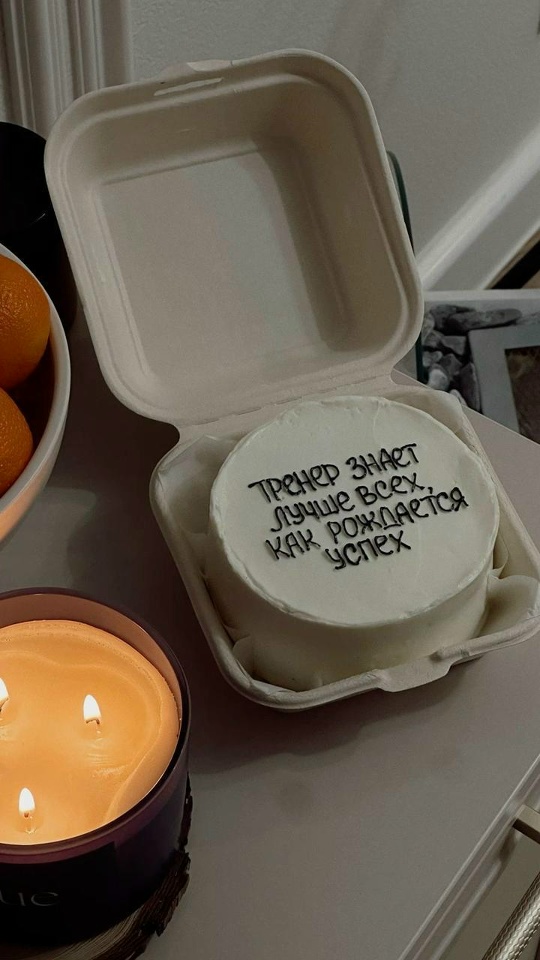 ТРЕНЕР ЗНАЕТ
ЛУЧШЕ ВСЕХ,
КАК РОЖДАЕТСЯ
УСПЕХ